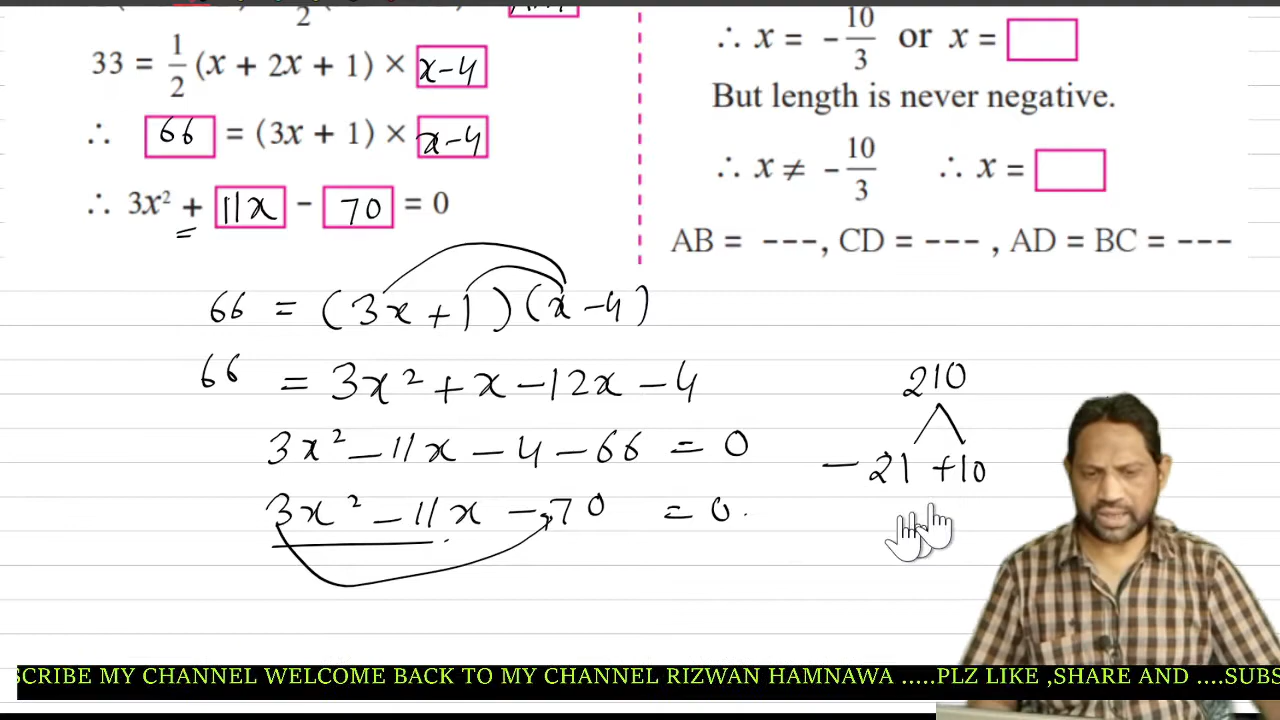 33 = 1/2 (x + 2x + 1) × x-4
∴ 66 = (3x + 1) × x-4
∴ 3x² + 11x - 70 = 0
∴ x = - 10/3 or x =
But length is never negative.
∴ x ≠ - 10/3 ∴ x =
AB = ---, CD = ---, AD = BC = ---
66 = (3x + 1) (x - 4)
66 = 3x² + x - 12x - 4
3x² - 11x - 4 - 66 = 0
3x² - 11x - 70 = 0.
210
- 21 + 10
SCRIBE MY CHANNEL WELCOME BACK TO MY CHANNEL RIZWAN HAMNAWA .....PLZ LIKE ,SHARE AND ....SUBS